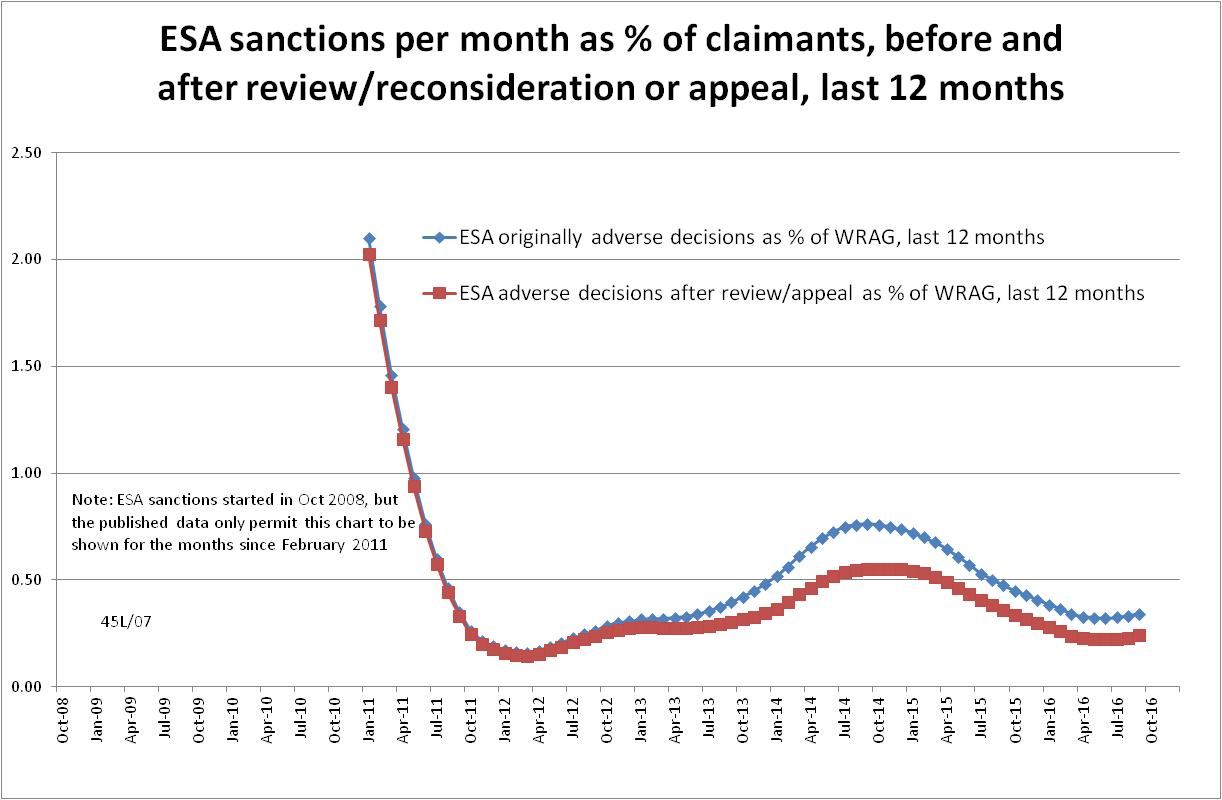 ESA sanctions per month as % of claimants, before and
after review/reconsideration or appeal, last 12 months
2.50
2.00
1.50
1.00
0.50
0.00
ESA originally adverse decisions as % of WRAG, last 12 months
ESA adverse decisions after review/appeal as % of WRAG, last 12 months
Note: ESA sanctions started in Oct 2008, but
the published data only permit this chart to be
shown for the months since February 2011
45L/07
Oct-08
Jan-09
Apr-09
Jul-09
Oct-09
Jan-10
Apr-10
Jul-10
Oct-10
Jan-11
Apr-11
Jul-11
Oct-11
Jan-12
Apr-12
Jul-12
Oct-12
Jan-13
Apr-13
Jul-13
Oct-13
Jan-14
Apr-14
Jul-14
Oct-14
Jan-15
Apr-15
Jul-15
Oct-15
Jan-16
Apr-16
Jul-16
Oct-16